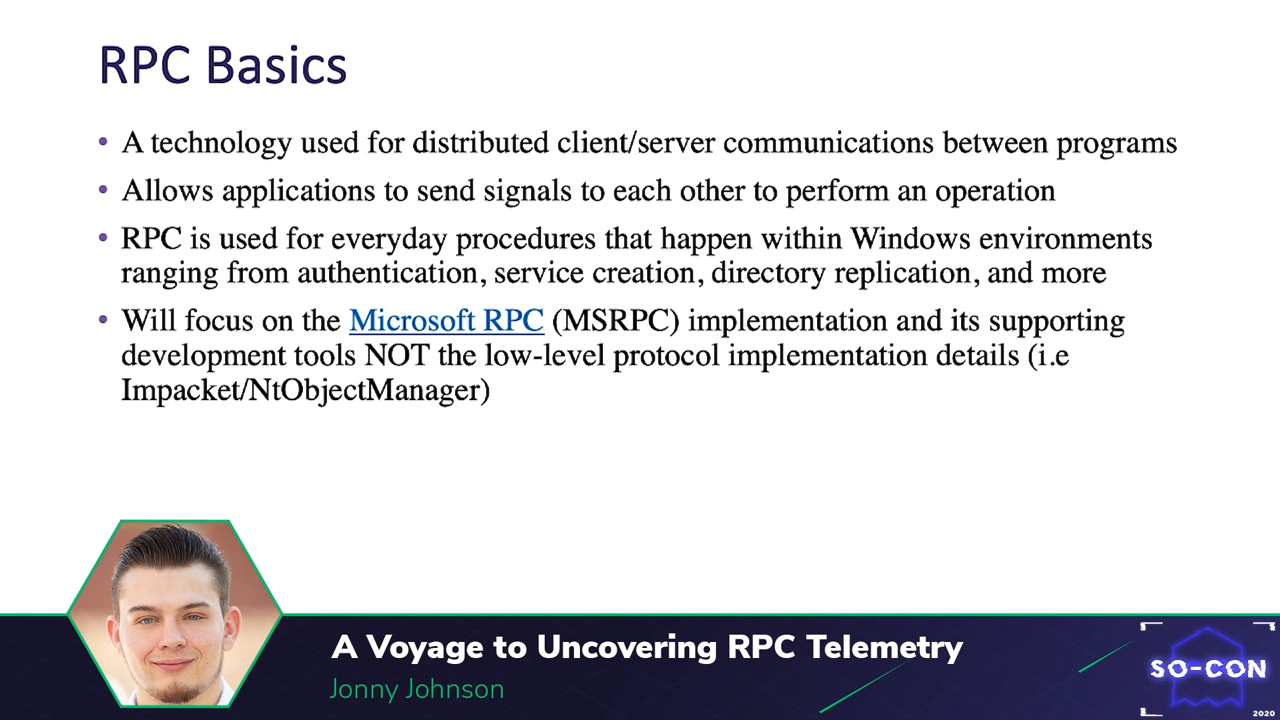 RPC Basics
• A technology used for distributed client/server communications between programs
• Allows applications to send signals to each other to perform an operation
• RPC is used for everyday procedures that happen within Windows environments
ranging from authentication, service creation, directory replication, and more
• Will focus on the Microsoft RPC (MSRPC) implementation and its supporting
development tools NOT the low-level protocol implementation details (i.e
Impacket/NtObjectManager)
A Voyage to Uncovering RPC Telemetry
Jonny Johnson
SO-CON
2020